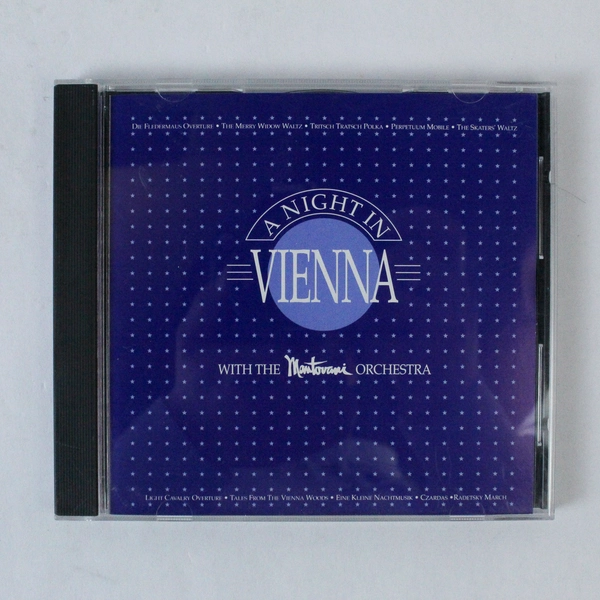 DIE FLEDERMAUS OVERTURE • THE MERRY WIDOW WALTZ • TRITSCH TRATSCH POLKA • PERPETUUM MOBILE • THE SKATERS' WALTZ
A NIGHT IN
VIENNA
WITH THE Mantovani ORCHESTRA
LIGHT CAVALRY OVERTURE • TALES FROM THE VIENNA WOODS • EINE KLEINE NACHTMUSIK • CZARDAS • RADETSKY MARCH